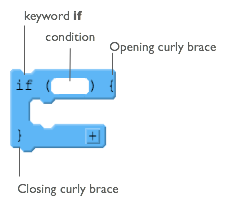 keyword if
condition
Opening curly brace
if ( ) {
} +
Closing curly brace